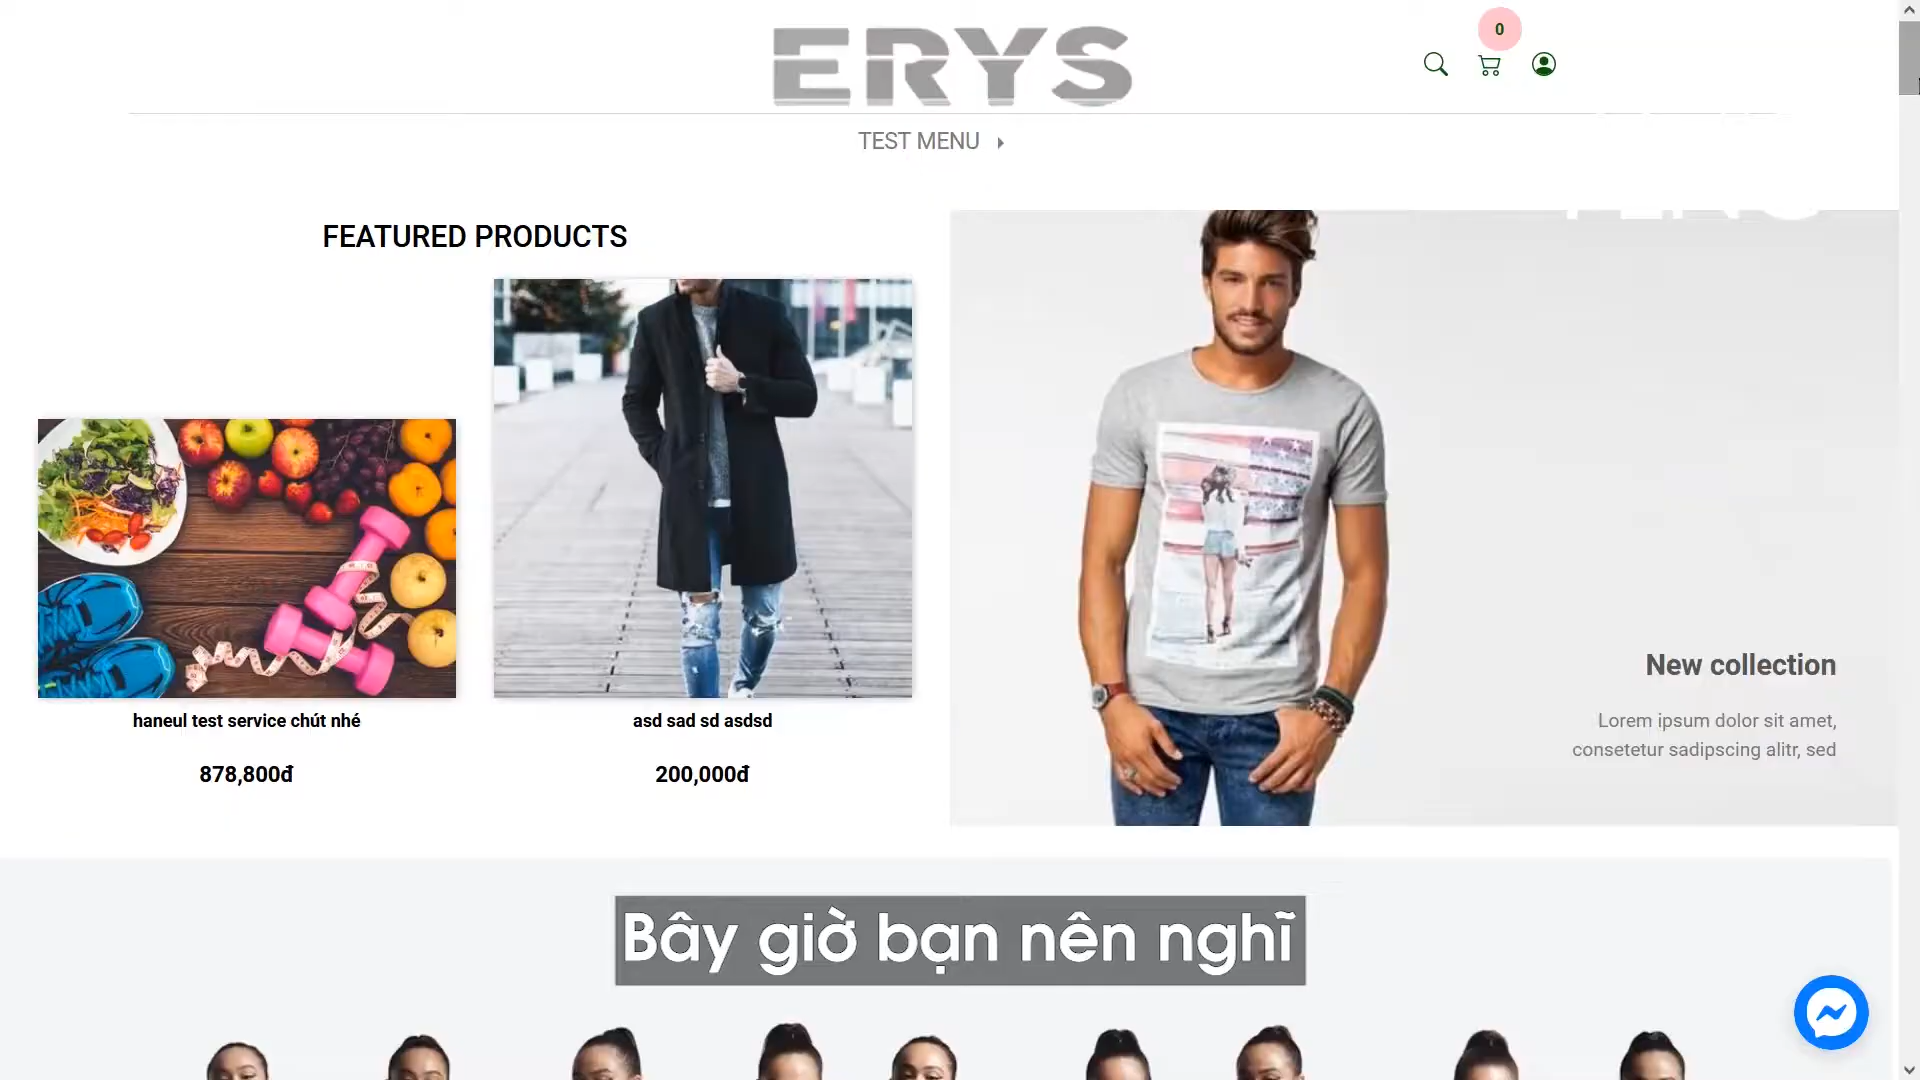 ERYS
0
TEST MENU
FEATURED PRODUCTS
haneul test service chút nhé
878,800đ
asd sad sd asdsd
200,000đ
New collection
Lorem ipsum dolor sit amet,
consetetur sadipscing alitr, sed
Bây giờ bạn nên nghĩ